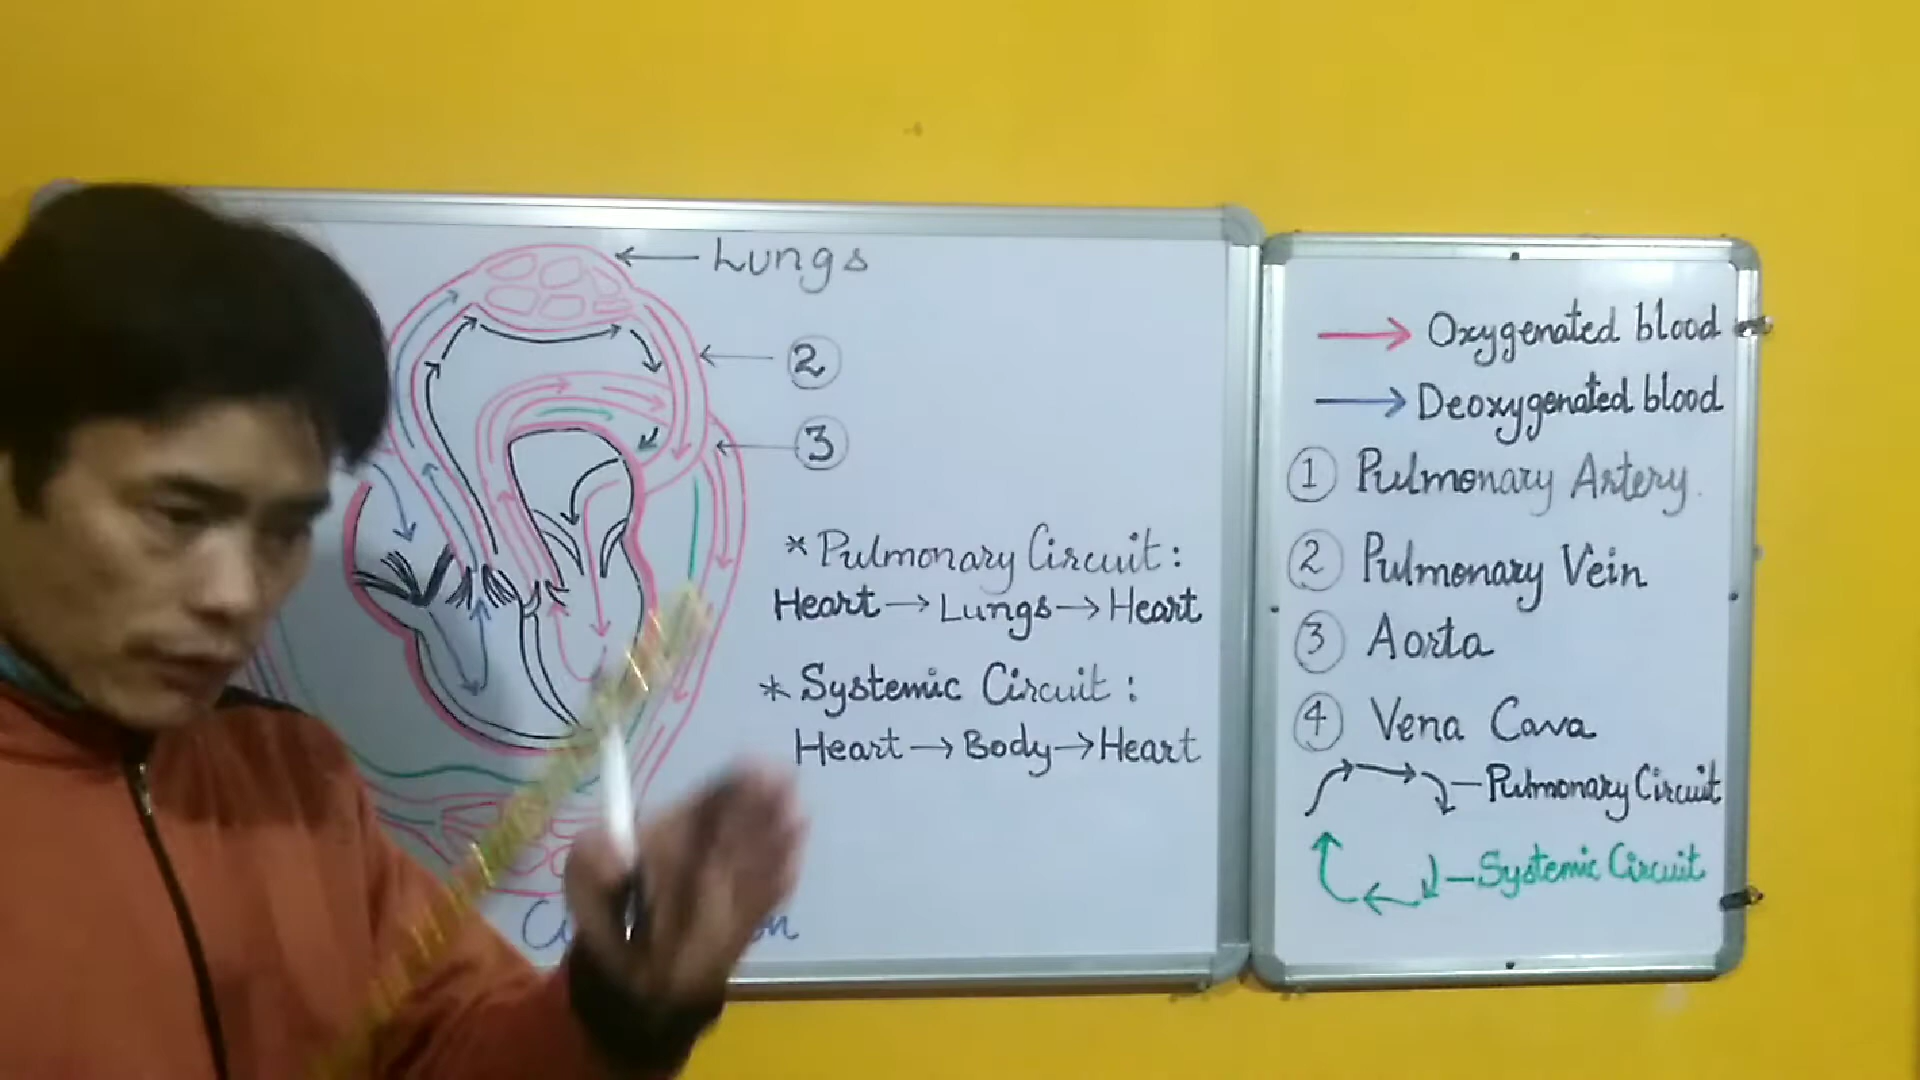 Lungs
2
3
* Pulmonary Circuit :
Heart → Lungs → Heart
* Systemic Circuit :
Heart → Body → Heart
→ Oxygenated blood
→ Deoxygenated blood
1 Pulmonary Artery.
2 Pulmonary Vein
3 Aorta
4 Vena Cava
— Pulmonary Circuit
— Systemic Circuit